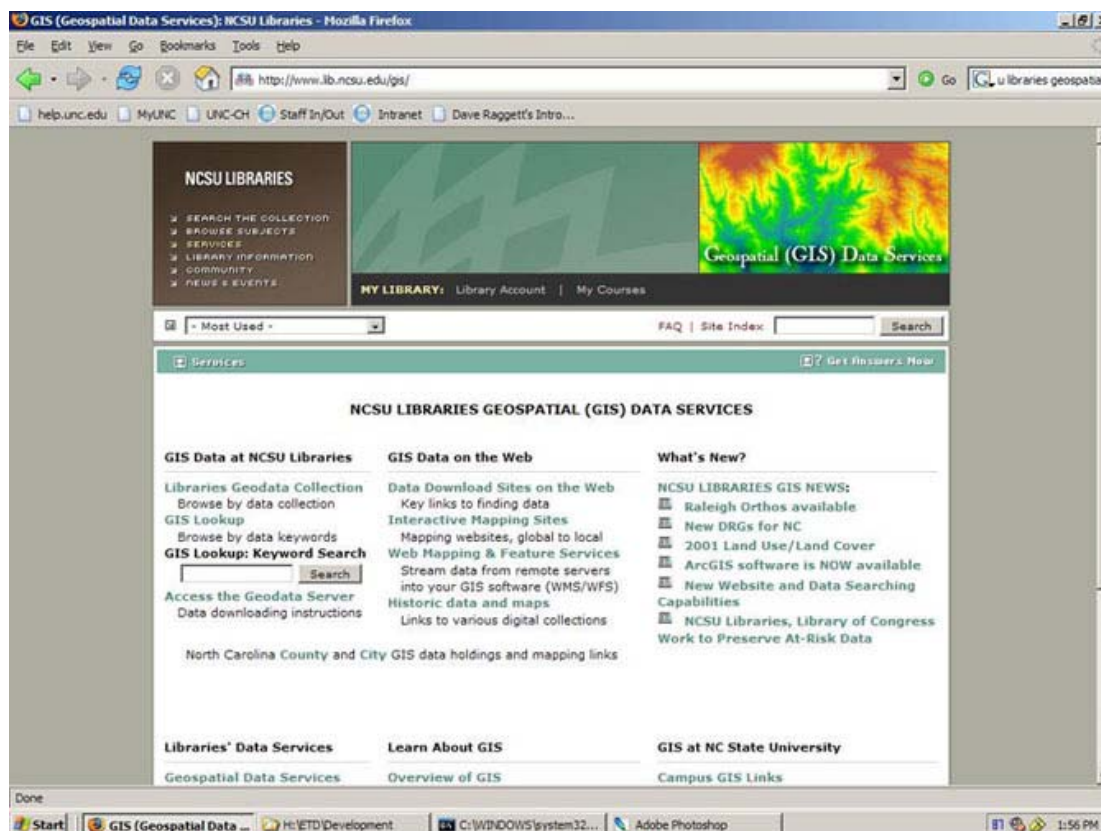 GIS (Geospatial Data Services): NCSU Libraries - Mozilla Firefox
File Edit View Go Bookmarks Tools Help
http://www.lib.ncsu.edu/gis/ Go u libraries geospatia
help.unc.edu MyUNC UNC-CH Staff In/Out Intranet Dave Raggett's Intro...
NCSU LIBRARIES
SEARCH THE COLLECTION
BROWSE SUBJECTS
SERVICES
LIBRARY INFORMATION
COMMUNITY
NEWS & EVENTS
Geospatial (GIS) Data Services
MY LIBRARY: Library Account | My Courses
- Most Used - FAQ | Site Index Search
Services ? Get Answers Now
NCSU LIBRARIES GEOSPATIAL (GIS) DATA SERVICES
GIS Data at NCSU Libraries
Libraries Geodata Collection
Browse by data collection
GIS Lookup
Browse by data keywords
GIS Lookup: Keyword Search
Search
Access the Geodata Server
Data downloading instructions
GIS Data on the Web
Data Download Sites on the Web
Key links to finding data
Interactive Mapping Sites
Mapping websites, global to local
Web Mapping & Feature Services
Stream data from remote servers
into your GIS software (WMS/WFS)
Historic data and maps
Links to various digital collections
North Carolina County and City GIS data holdings and mapping links
What's New?
NCSU LIBRARIES GIS NEWS:
Raleigh Orthos available
New DRGs for NC
2001 Land Use/Land Cover
ArcGIS software is NOW available
New Website and Data Searching
Capabilities
NCSU Libraries, Library of Congress
Work to Preserve At-Risk Data
Libraries' Data Services
Geospatial Data Services
Learn About GIS
Overview of GIS
GIS at NC State University
Campus GIS Links
Done
Start GIS (Geospatial Data ... H:\ETD\Development C:\WINDOWS\system32... Adobe Photoshop 1:56 PM